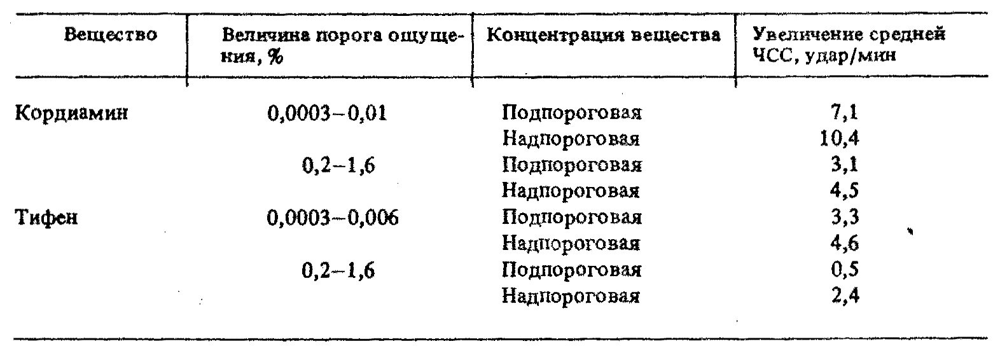 Вещество Величина порога ощуще- Концентрация вещества Увеличение средней
ния, % ЧСС, удар/мин
Кордиамин 0,0003–0,01 Подпороговая 7,1
Надпороговая 10,4
0,2–1,6 Подпороговая 3,1
Надпороговая 4,5
Тифен 0,0003–0,006 Подпороговая 3,3
Надпороговая 4,6
0,2–1,6 Подпороговая 0,5
Надпороговая 2,4